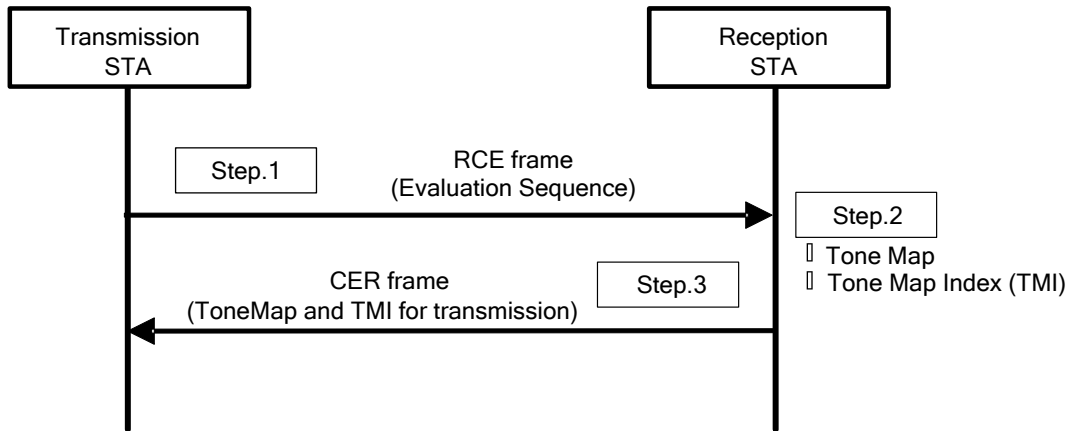 Transmission
STA
Reception
STA
Step.1
RCE frame
(Evaluation Sequence)
Step.2
Tone Map
Tone Map Index (TMI)
CER frame
(ToneMap and TMI for transmission)
Step.3